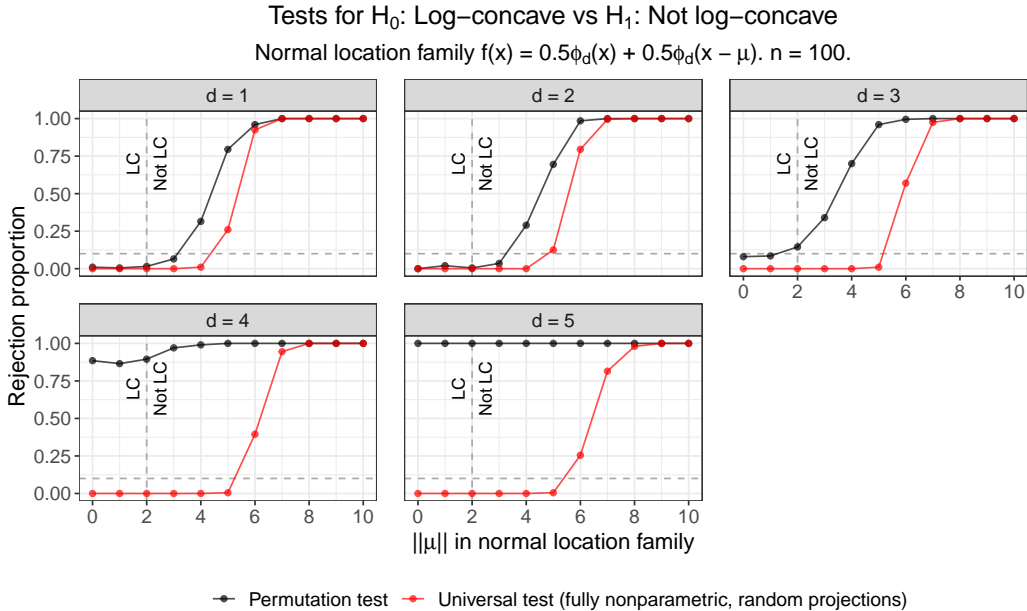 Tests for H₀: Log−concave vs H₁: Not log−concave
Normal location family f(x) = 0.5ϕd(x) + 0.5ϕd(x − μ). n = 100.
d = 1
d = 2
d = 3
Rejection proportion
1.00
0.75
0.50
0.25
0.00
LC
Not LC
LC
Not LC
LC
Not LC
0 2 4 6 8 10
d = 4
d = 5
1.00
0.75
0.50
0.25
0.00
LC
Not LC
LC
Not LC
0 2 4 6 8 10
0 2 4 6 8 10
||μ|| in normal location family
Permutation test
Universal test (fully nonparametric, random projections)